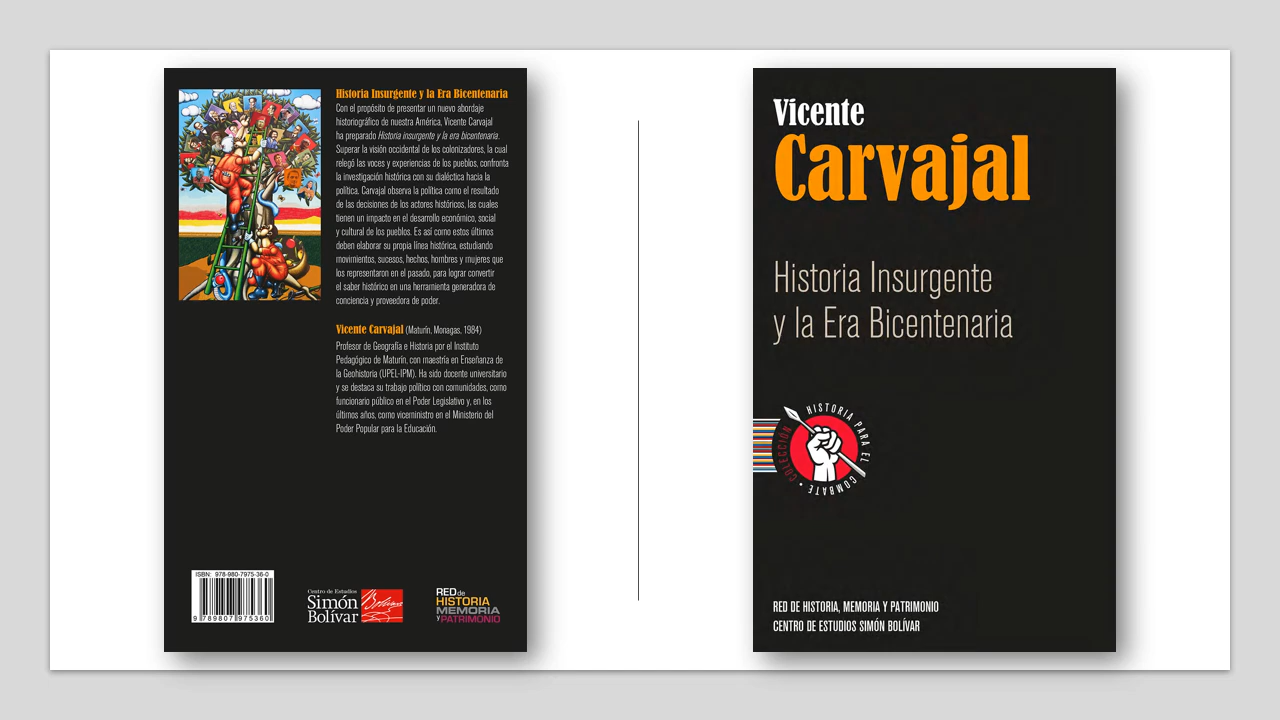 Historia Insurgente y la Era Bicentenaria
Con el propósito de presentar un nuevo abordaje
historiográfico de nuestra América, Vicente Carvajal
ha preparado Historia insurgente y la era bicentenaria.
Superar la visión occidental de los colonizadores, la cual
relegó las voces y experiencias de los pueblos, confronta
la investigación histórica con su dialéctica hacia la
política. Carvajal observa la política como el resultado
de las decisiones de los actores históricos, las cuales
tienen un impacto en el desarrollo económico, social
y cultural de los pueblos. Es así como estos últimos
deben elaborar su propia línea histórica, estudiando
movimientos, sucesos, hechos, hombres y mujeres que
los representaron en el pasado, para lograr convertir
el saber histórico en una herramienta generadora de
conciencia y proveedora de poder.
Vicente Carvajal (Maturín, Monagas, 1984)
Profesor de Geografía e Historia por el Instituto
Pedagógico de Maturín, con maestría en Enseñanza de
la Geohistoria (UPEL-IPM). Ha sido docente universitario
y se destaca su trabajo político con comunidades, como
funcionario público en el Poder Legislativo y, en los
últimos años, como viceministro en el Ministerio del
Poder Popular para la Educación.
ISBN: 978-980-7975-36-0
9 789807 975360
Centro de Estudios
Simón
Bolívar
Bolívar
RED de
HISTORIA
MEMORIA
y PATRIMONIO
Vicente
Carvajal
Historia Insurgente
y la Era Bicentenaria
COLECCIÓN • HISTORIA PARA EL COMBATE •
RED DE HISTORIA, MEMORIA Y PATRIMONIO
CENTRO DE ESTUDIOS SIMÓN BOLÍVAR